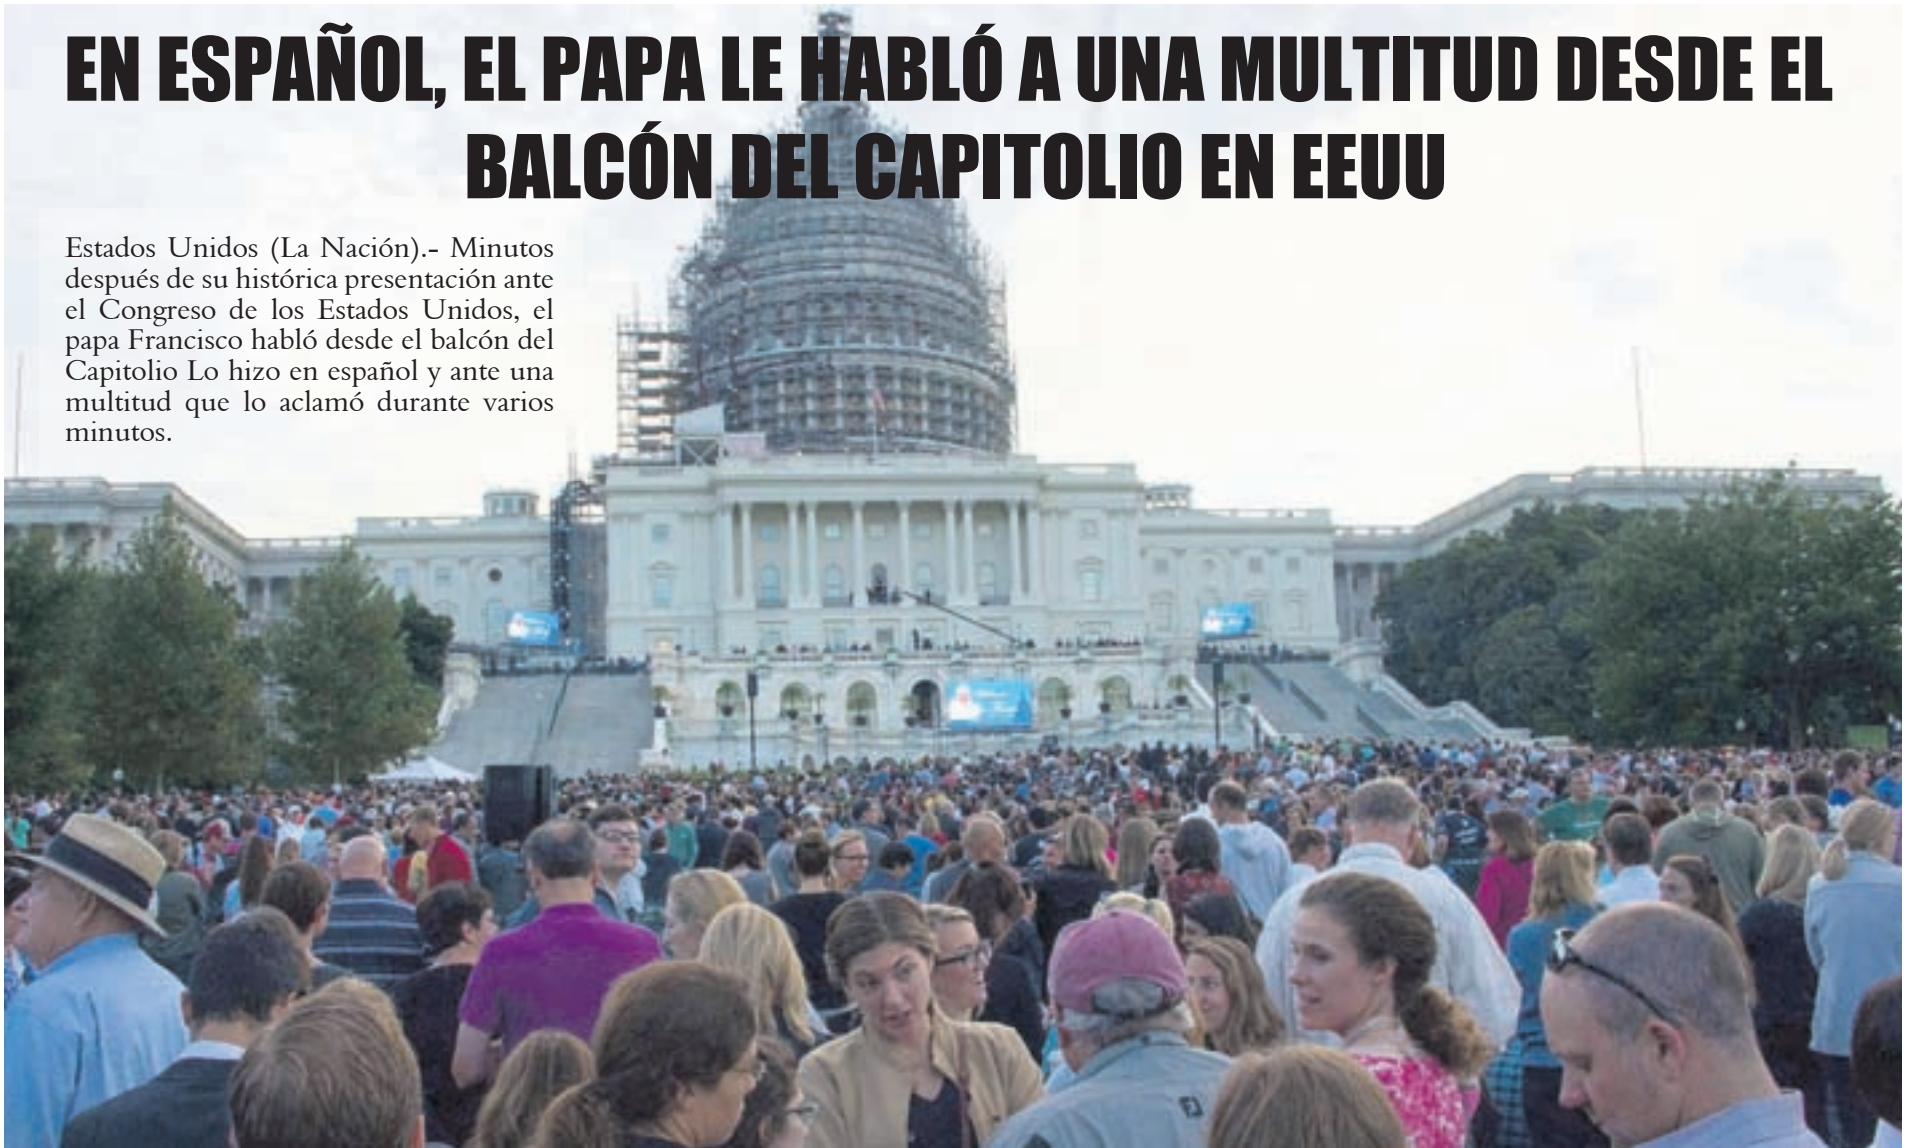 EN ESPAÑOL, EL PAPA LE HABLÓ A UNA MULTITUD DESDE EL
BALCÓN DEL CAPITOLIO EN EEUU
Estados Unidos (La Nación).- Minutos
después de su histórica presentación ante
el Congreso de los Estados Unidos, el
papa Francisco habló desde el balcón del
Capitolio Lo hizo en español y ante una
multitud que lo aclamó durante varios
minutos.